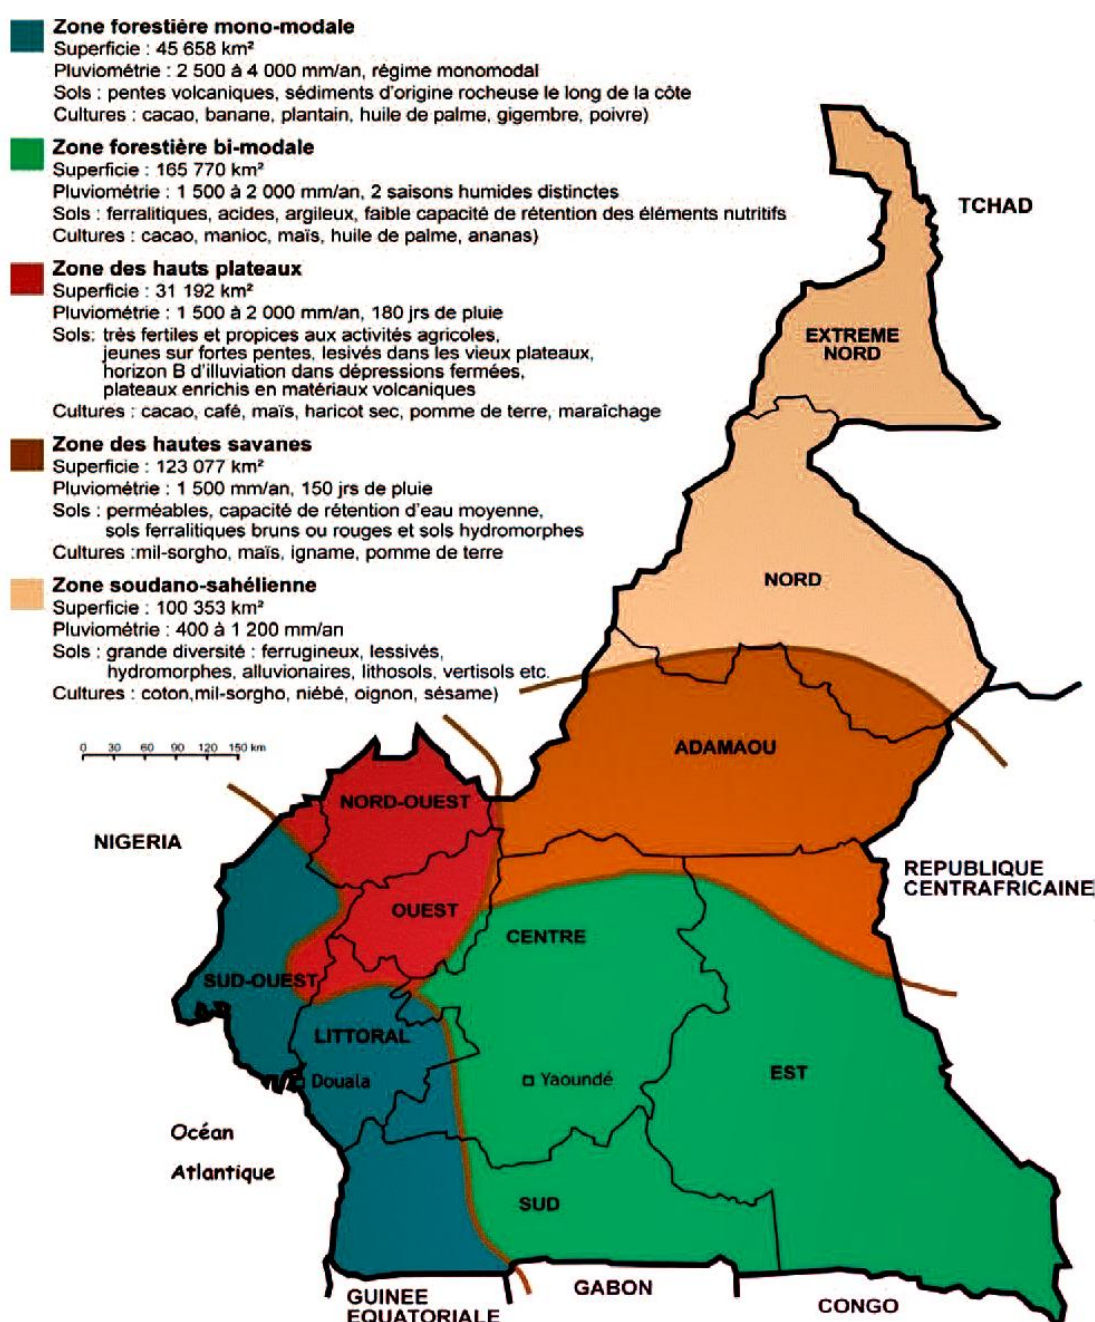 Zone forestière mono-modale
Superficie : 45 658 km²
Pluviométrie : 2 500 à 4 000 mm/an, régime monomodal
Sols : pentes volcaniques, sédiments d'origine rocheuse le long de la côte
Cultures : cacao, banane, plantain, huile de palme, gigembre, poivre)
Zone forestière bi-modale
Superficie : 165 770 km²
Pluviométrie : 1 500 à 2 000 mm/an, 2 saisons humides distinctes
Sols : ferralitiques, acides, argileux, faible capacité de rétention des éléments nutritifs
Cultures : cacao, manioc, maïs, huile de palme, ananas)
Zone des hauts plateaux
Superficie : 31 192 km²
Pluviométrie : 1 500 à 2 000 mm/an, 180 jrs de pluie
Sols: très fertiles et propices aux activités agricoles,
jeunes sur fortes pentes, lesivés dans les vieux plateaux,
horizon B d'illuviation dans dépressions fermées,
plateaux enrichis en matériaux volcaniques
Cultures : cacao, café, maïs, haricot sec, pomme de terre, maraîchage
Zone des hautes savanes
Superficie : 123 077 km²
Pluviométrie : 1 500 mm/an, 150 jrs de pluie
Sols : perméables, capacité de rétention d'eau moyenne,
sols ferralitiques bruns ou rouges et sols hydromorphes
Cultures :mil-sorgho, maïs, igname, pomme de terre
Zone soudano-sahélienne
Superficie : 100 353 km²
Pluviométrie : 400 à 1 200 mm/an
Sols : grande diversité : ferrugineux, lessivés,
hydromorphes, alluvionaires, lithosols, vertisols etc.
Cultures : coton,mil-sorgho, niébé, oignon, sésame)
0 30 60 90 120 150 km
TCHAD
EXTREME
NORD
NORD
ADAMAOU
NORD-OUEST
NIGERIA
REPUBLIQUE
CENTRAFRICAINE
OUEST
CENTRE
SUD-OUEST
LITTORAL
EST
Douala
Yaoundé
Océan
Atlantique
SUD
GUINEE
EQUATORIALE
GABON
CONGO